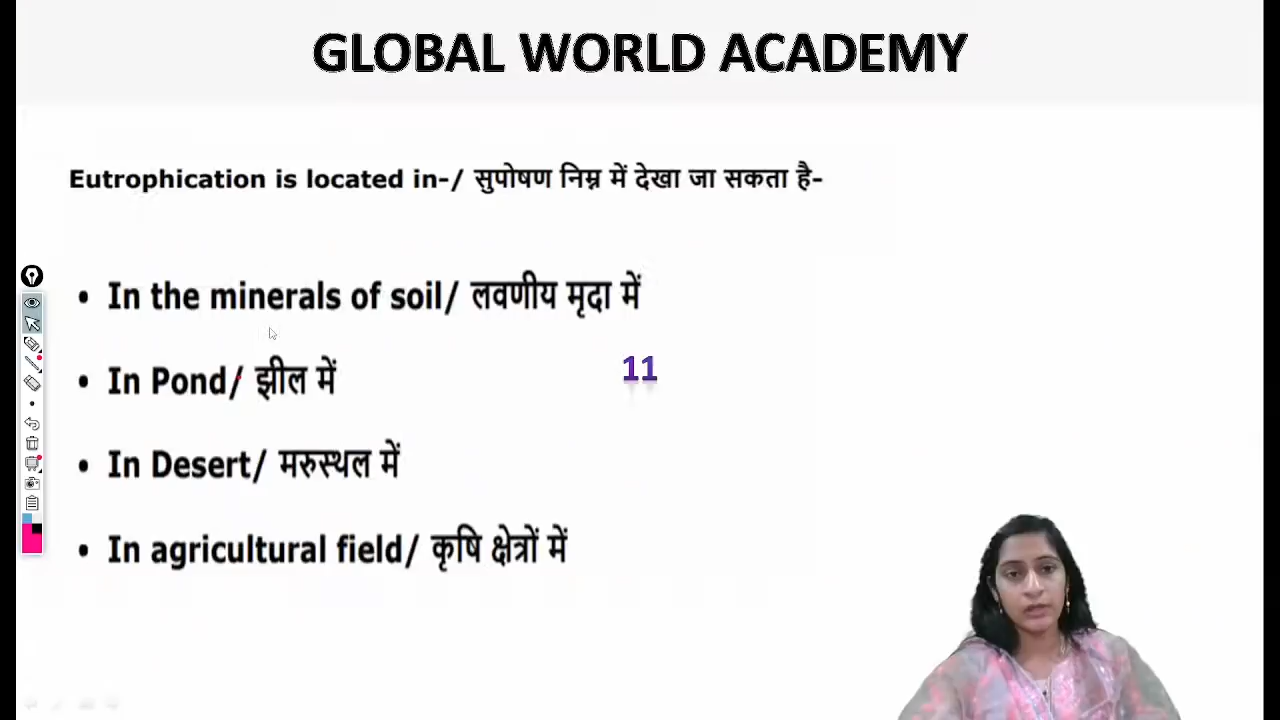 GLOBAL WORLD ACADEMY
Eutrophication is located in-/ सुपोषण निम्न में देखा जा सकता है-
• In the minerals of soil/ लवणीय मृदा में
• In Pond/ झील में
11
• In Desert/ मरुस्थल में
• In agricultural field/ कृषि क्षेत्रों में